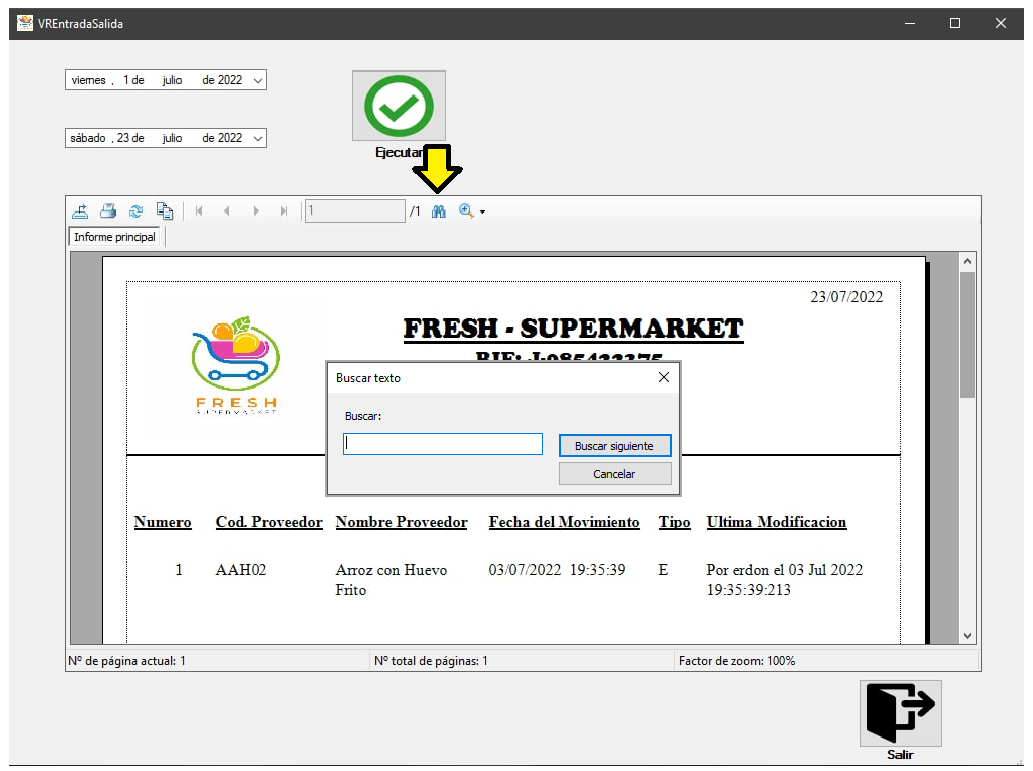 VREntradaSalida
viernes , 1 de julio de 2022
sábado , 23 de julio de 2022
Ejecutar
1 /1
Informe principal
23/07/2022
FRESH - SUPERMARKET
FRESH
SUPERMARKET
Buscar texto
Buscar:
Buscar siguiente
Cancelar
Numero Cod. Proveedor Nombre Proveedor Fecha del Movimiento Tipo Ultima Modificacion
1 AAH02 Arroz con Huevo 03/07/2022 19:35:39 E Por erdon el 03 Jul 2022
Frito 19:35:39:213
Nº de página actual: 1 Nº total de páginas: 1 Factor de zoom: 100%
Salir